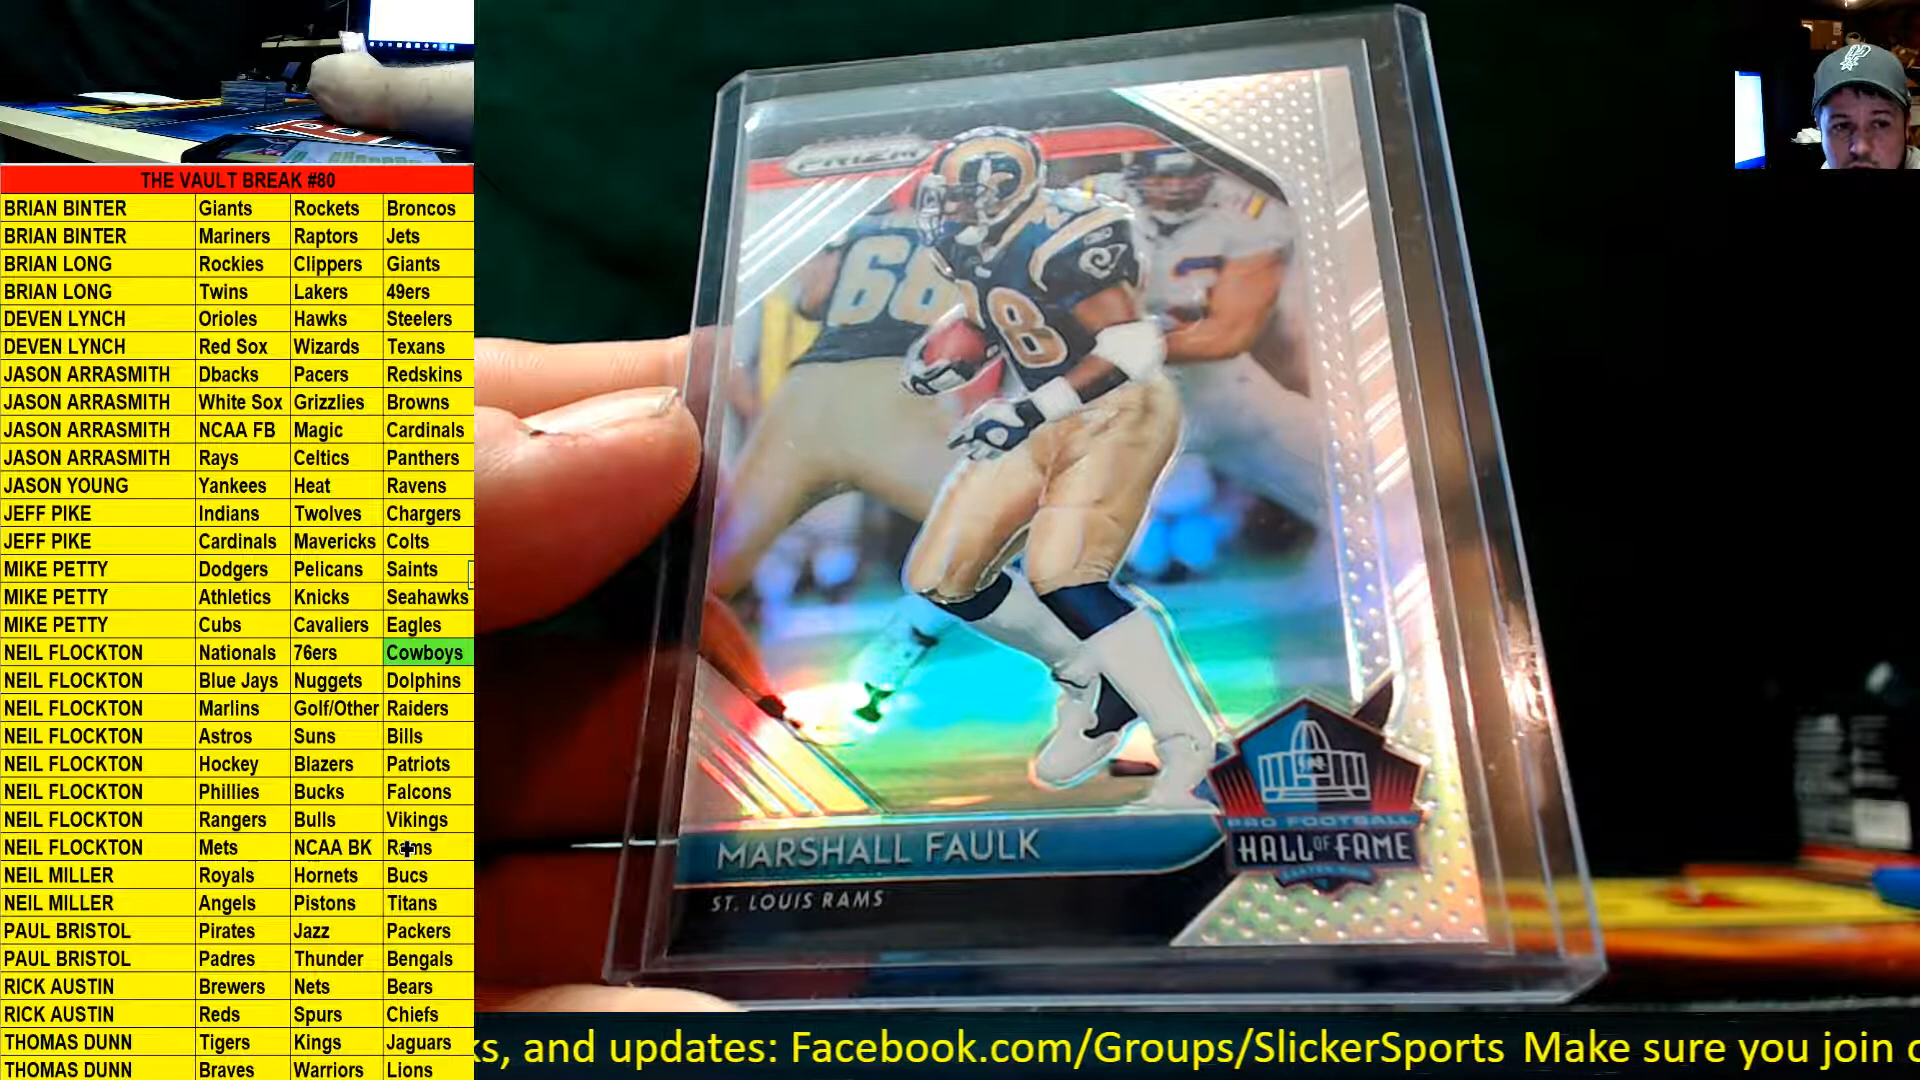 THE VAULT BREAK #80
BRIAN BINTER Giants Rockets Broncos
BRIAN BINTER Mariners Raptors Jets
BRIAN LONG Rockies Clippers Giants
BRIAN LONG Twins Lakers 49ers
DEVEN LYNCH Orioles Hawks Steelers
DEVEN LYNCH Red Sox Wizards Texans
JASON ARRASMITH Dbacks Pacers Redskins
JASON ARRASMITH White Sox Grizzlies Browns
JASON ARRASMITH NCAA FB Magic Cardinals
JASON ARRASMITH Rays Celtics Panthers
JASON YOUNG Yankees Heat Ravens
JEFF PIKE Indians Twolves Chargers
JEFF PIKE Cardinals Mavericks Colts
MIKE PETTY Dodgers Pelicans Saints
MIKE PETTY Athletics Knicks Seahawks
MIKE PETTY Cubs Cavaliers Eagles
NEIL FLOCKTON Nationals 76ers Cowboys
NEIL FLOCKTON Blue Jays Nuggets Dolphins
NEIL FLOCKTON Marlins Golf/Other Raiders
NEIL FLOCKTON Astros Suns Bills
NEIL FLOCKTON Hockey Blazers Patriots
NEIL FLOCKTON Phillies Bucks Falcons
NEIL FLOCKTON Rangers Bulls Vikings
NEIL FLOCKTON Mets NCAA BK Rams
NEIL MILLER Royals Hornets Bucs
NEIL MILLER Angels Pistons Titans
PAUL BRISTOL Pirates Jazz Packers
PAUL BRISTOL Padres Thunder Bengals
RICK AUSTIN Brewers Nets Bears
RICK AUSTIN Reds Spurs Chiefs
THOMAS DUNN Tigers Kings Jaguars
THOMAS DUNN Braves Warriors Lions
PRIZM
66
28
3
MARSHALL FAULK
ST. LOUIS RAMS
PRO FOOTBALL
HALL OF FAME
ks, and updates: Facebook.com/Groups/SlickerSports Make sure you join